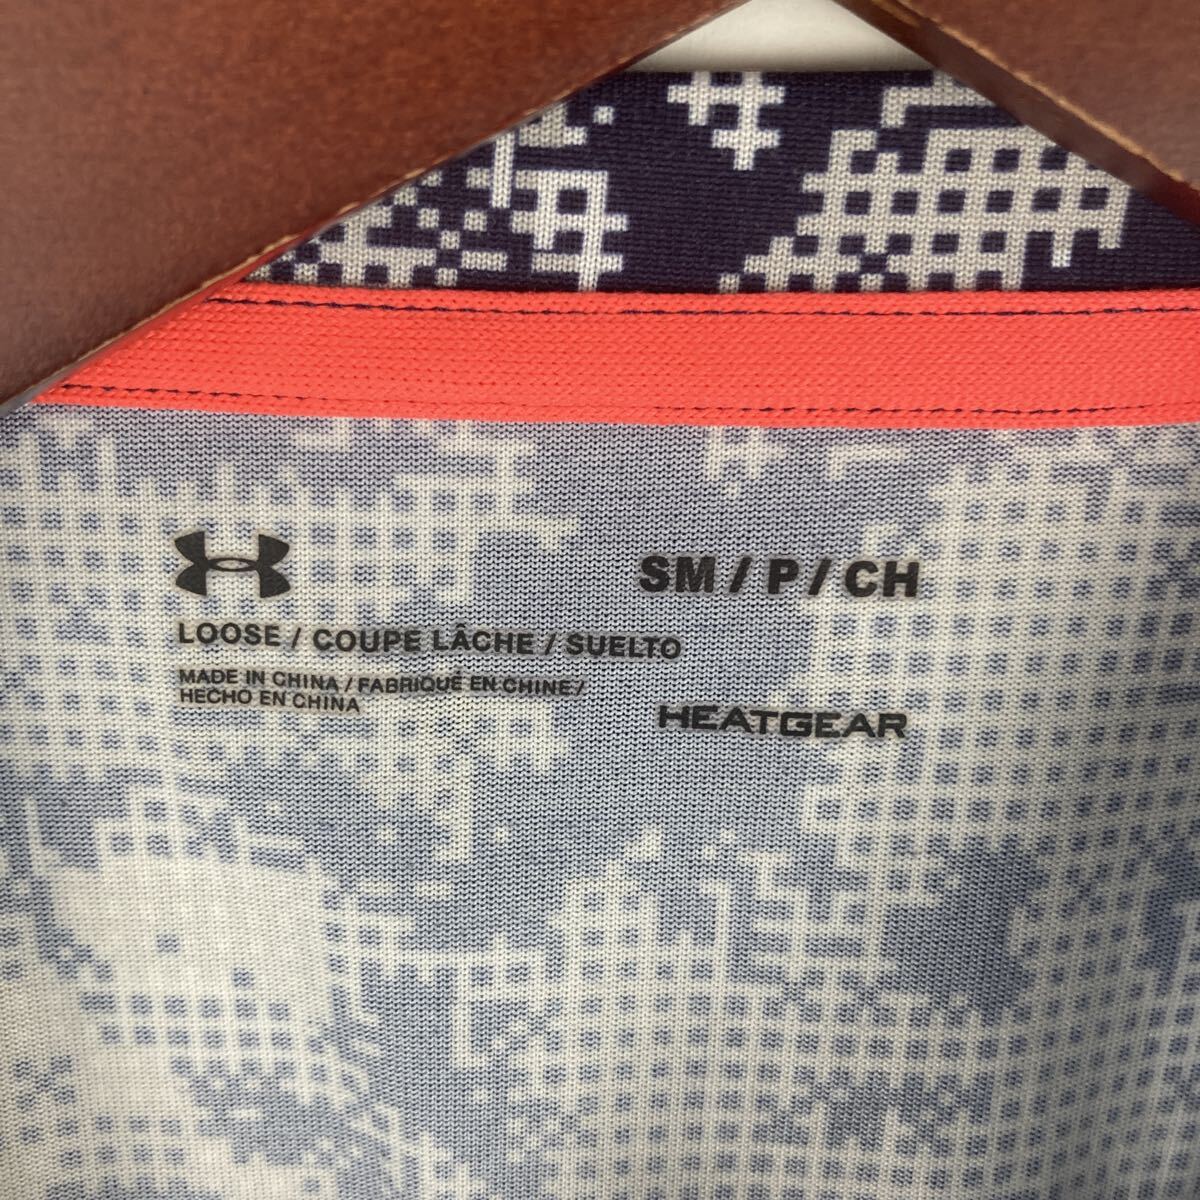 SM / P / CH
LOOSE / COUPE LÂCHE / SUELTO
MADE IN CHINA / FABRIQUÉ EN CHINE /
HECHO EN CHINA
HEATGEAR